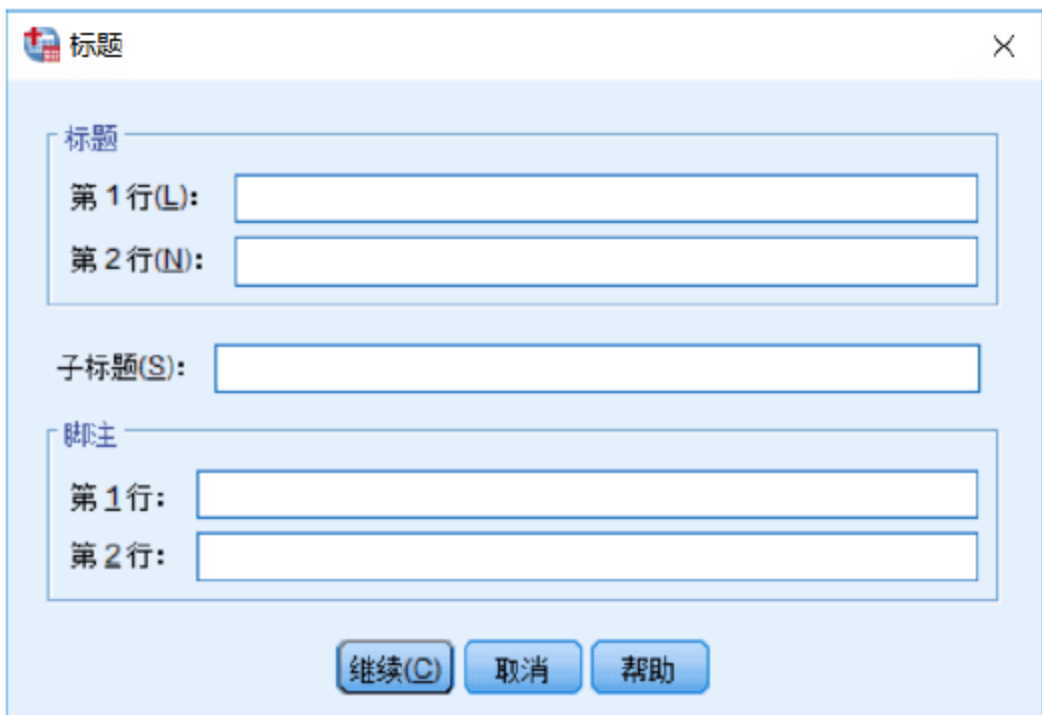 标题
标题
第 1 行(L):
第 2 行(N):
子标题(S):
脚注
第 1 行:
第 2 行:
继续(C) 取消 帮助